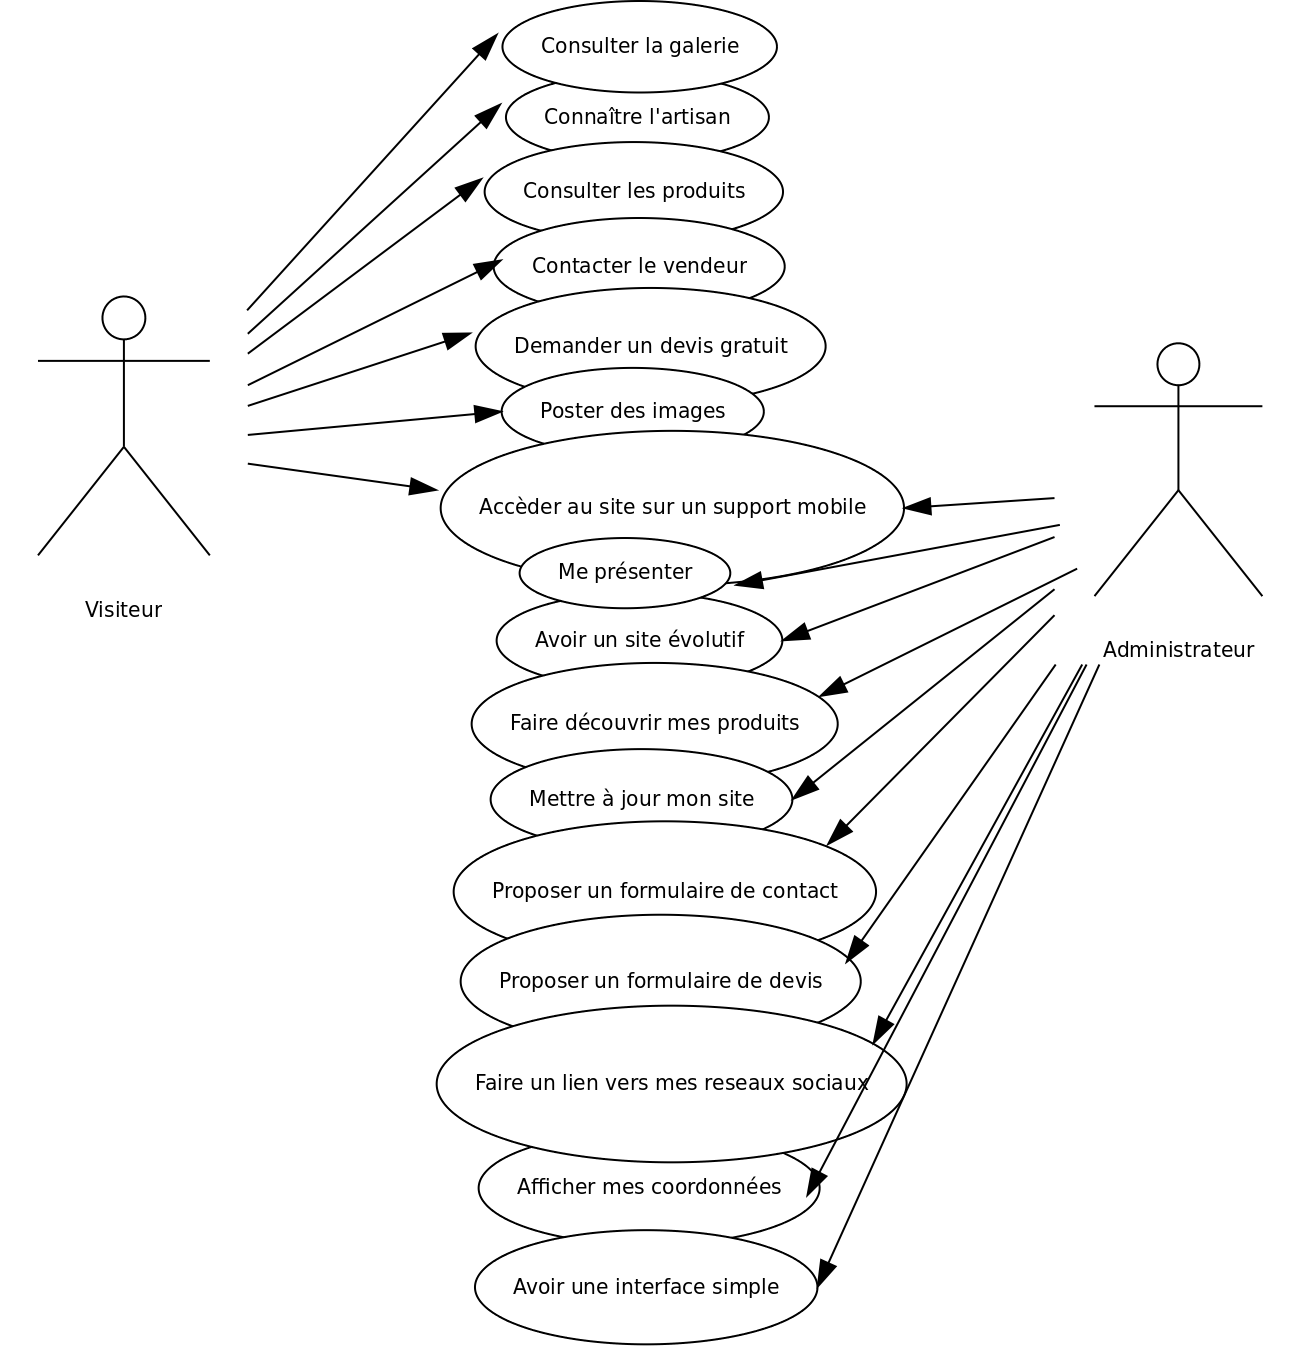 Consulter la galerie
Connaître l'artisan
Consulter les produits
Contacter le vendeur
Demander un devis gratuit
Poster des images
Accèder au site sur un support mobile
Me présenter
Visiteur
Avoir un site évolutif
Administrateur
Faire découvrir mes produits
Mettre à jour mon site
Proposer un formulaire de contact
Proposer un formulaire de devis
Faire un lien vers mes reseaux sociaux
Afficher mes coordonnées
Avoir une interface simple